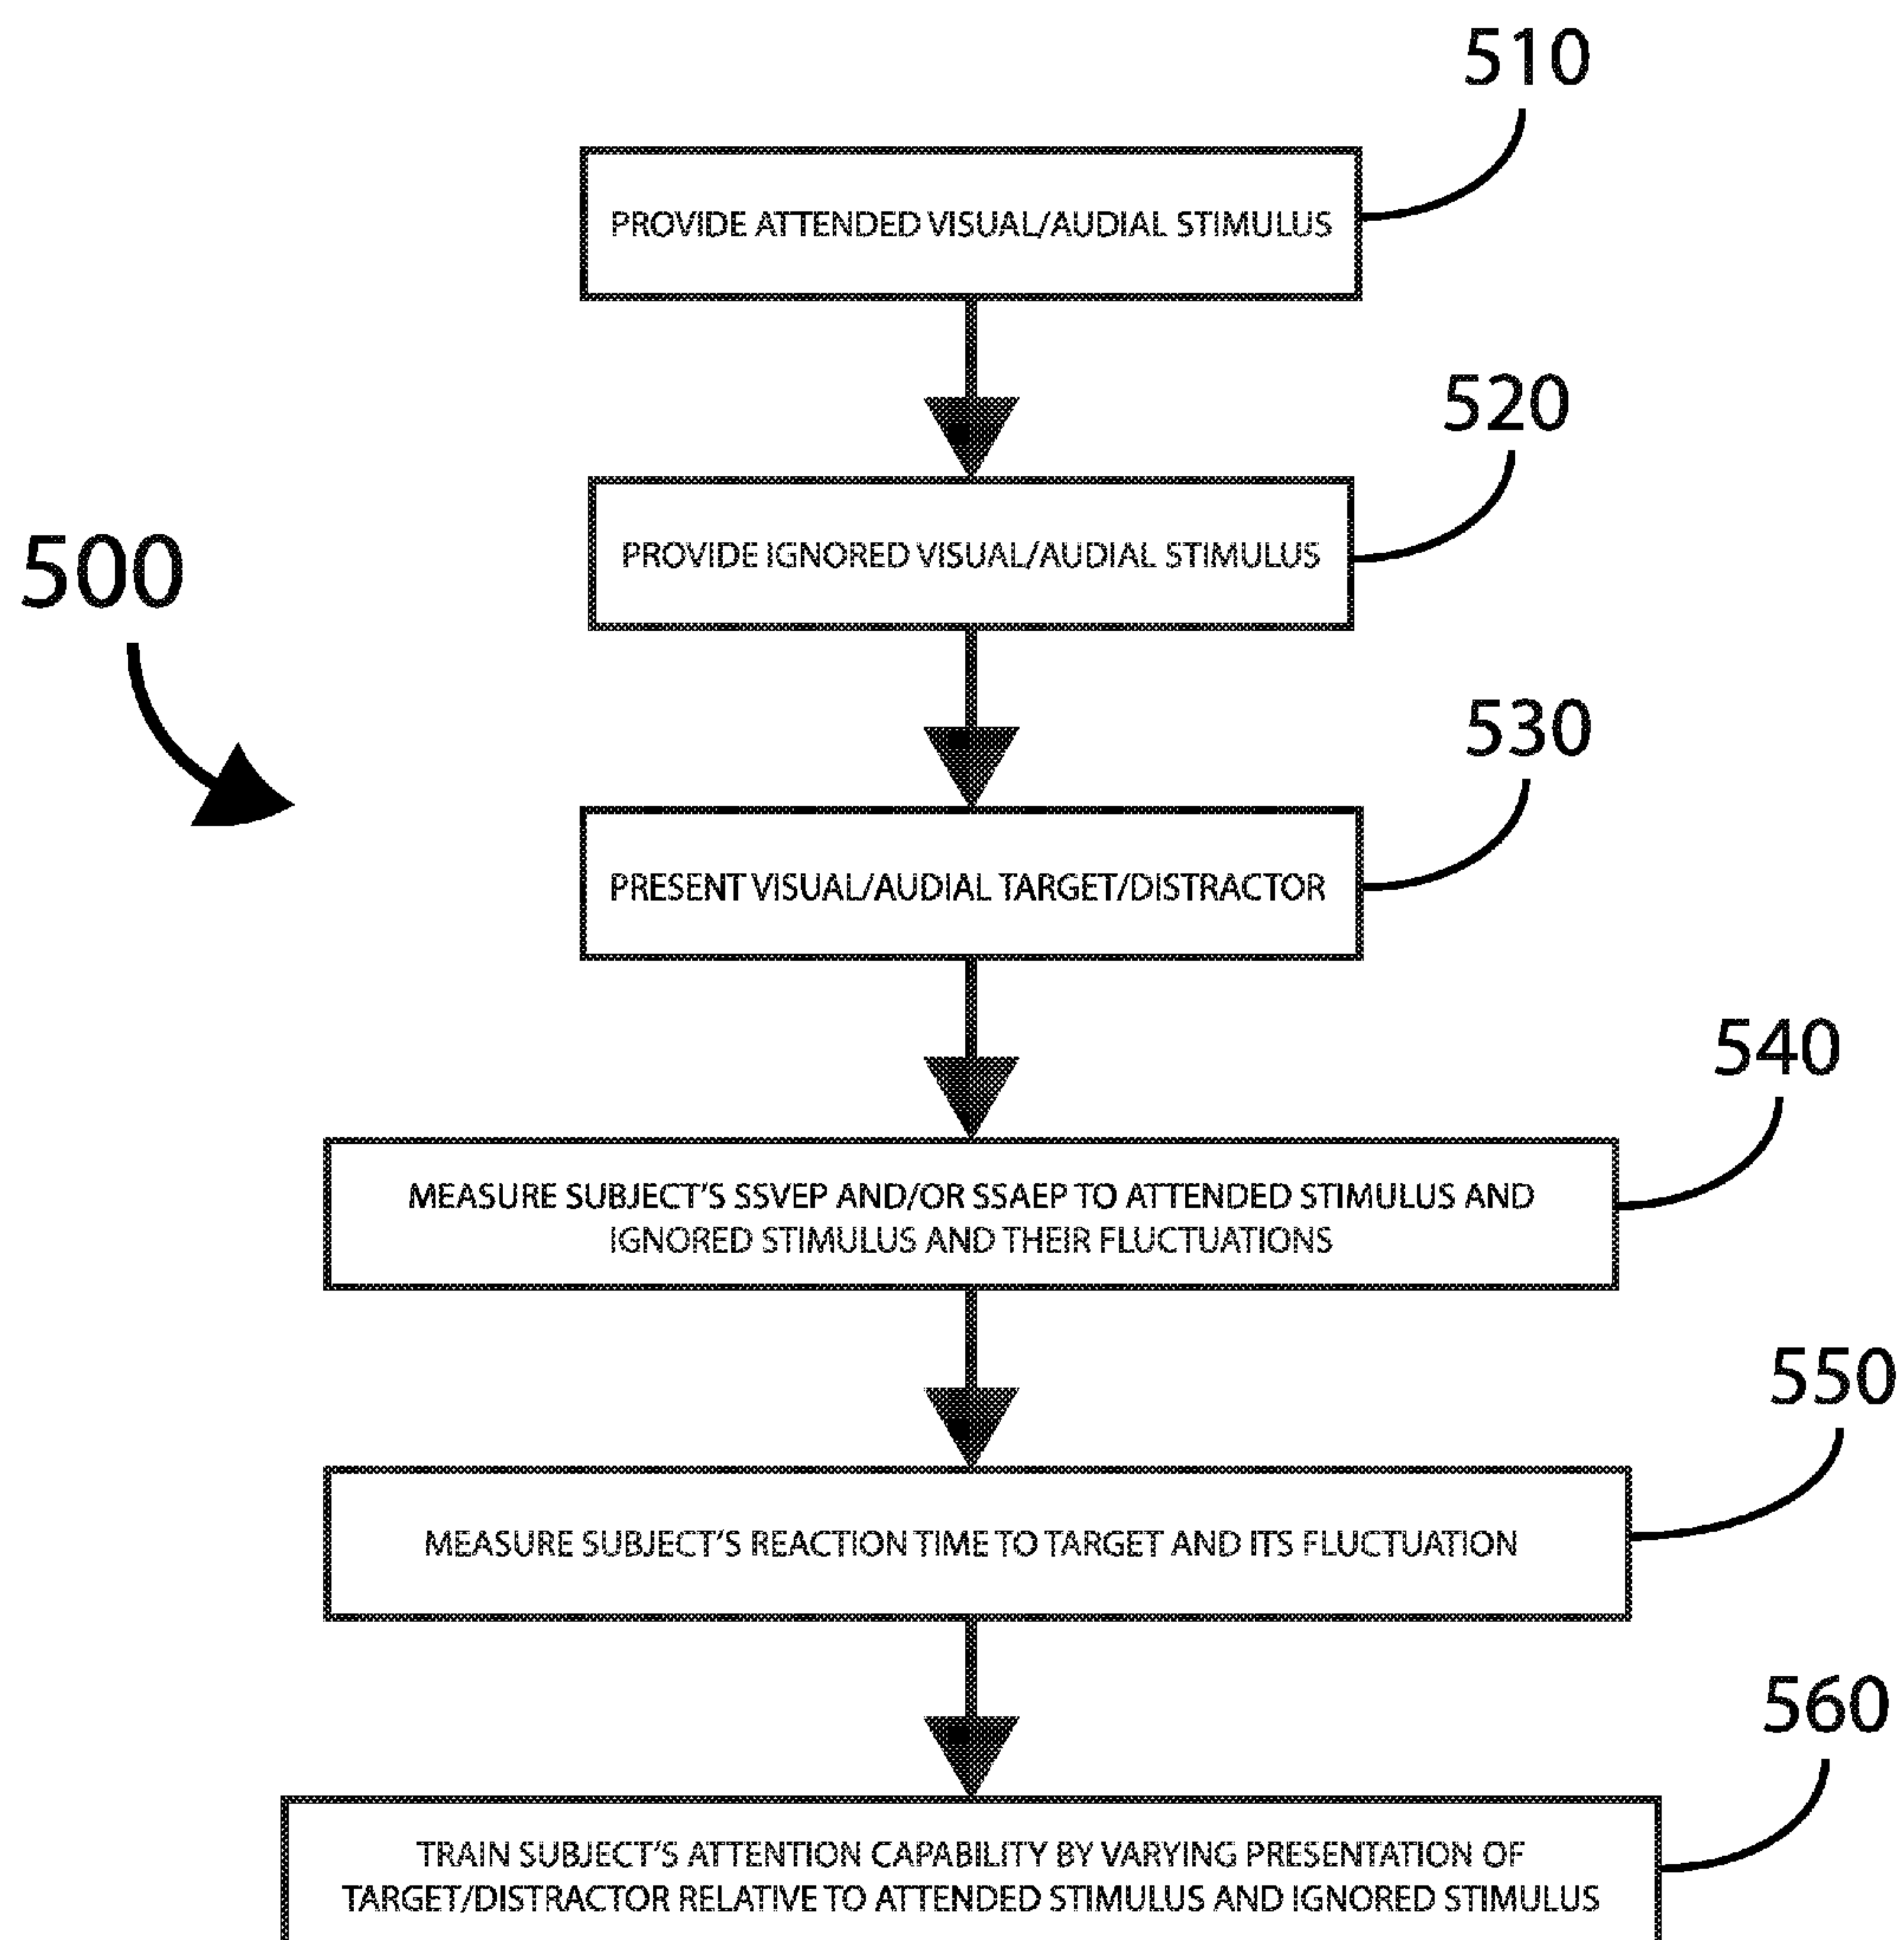 510
PROVIDE ATTENDED VISUAL/AUDIAL STIMULUS
520
PROVIDE IGNORED VISUAL/AUDIAL STIMULUS
500
530
PRESENT VISUAL/AUDIAL TARGET/DISTRACTOR
540
MEASURE SUBJECT'S SSVEP AND/OR SSAEP TO ATTENDED STIMULUS AND
IGNORED STIMULUS AND THEIR FLUCTUATIONS
550
MEASURE SUBJECT'S REACTION TIME TO TARGET AND ITS FLUCTUATION
560
TRAIN SUBJECT'S ATTENTION CAPABILITY BY VARYING PRESENTATION OF
TARGET/DISTRACTOR RELATIVE TO ATTENDED STIMULUS AND IGNORED STIMULUS